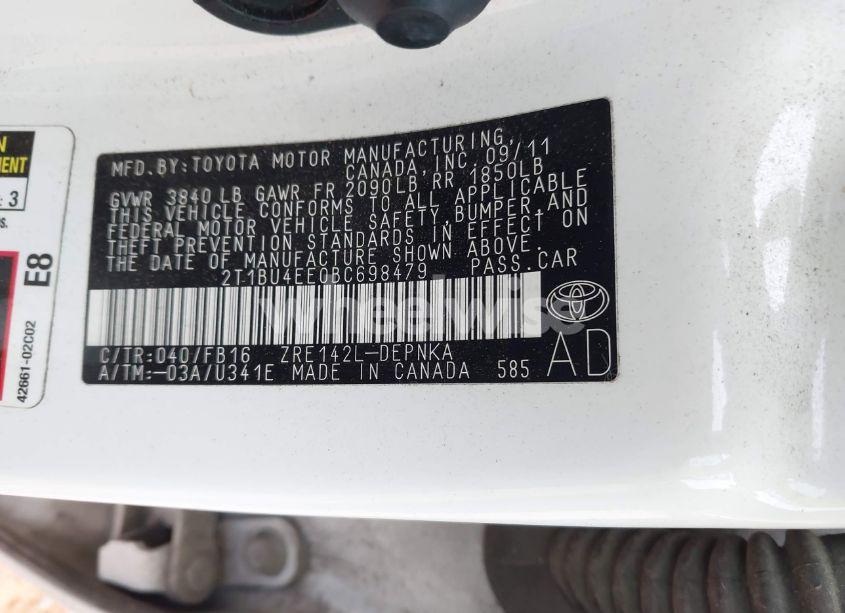 MFD.BY:TOYOTA MOTOR MANUFACTURING,
CANADA, INC. 09/11
GVWR 3840 LB GAWR FR 2090LB RR 1850LB
THIS VEHICLE CONFORMS TO ALL APPLICABLE
FEDERAL MOTOR VEHICLE SAFETY,BUMPER,AND
THEFT PREVENTION STANDARDS IN EFFECT ON
THE DATE OF MANUFACTURE SHOWN ABOVE.
2T1BU4EE0BC698479 PASS.CAR
wheelwise
C/TR:040/FB16 ZRE142L-DEPNKA
A/TM:-03A/U341E MADE IN CANADA 585
AD
3
E8
42661-02C02